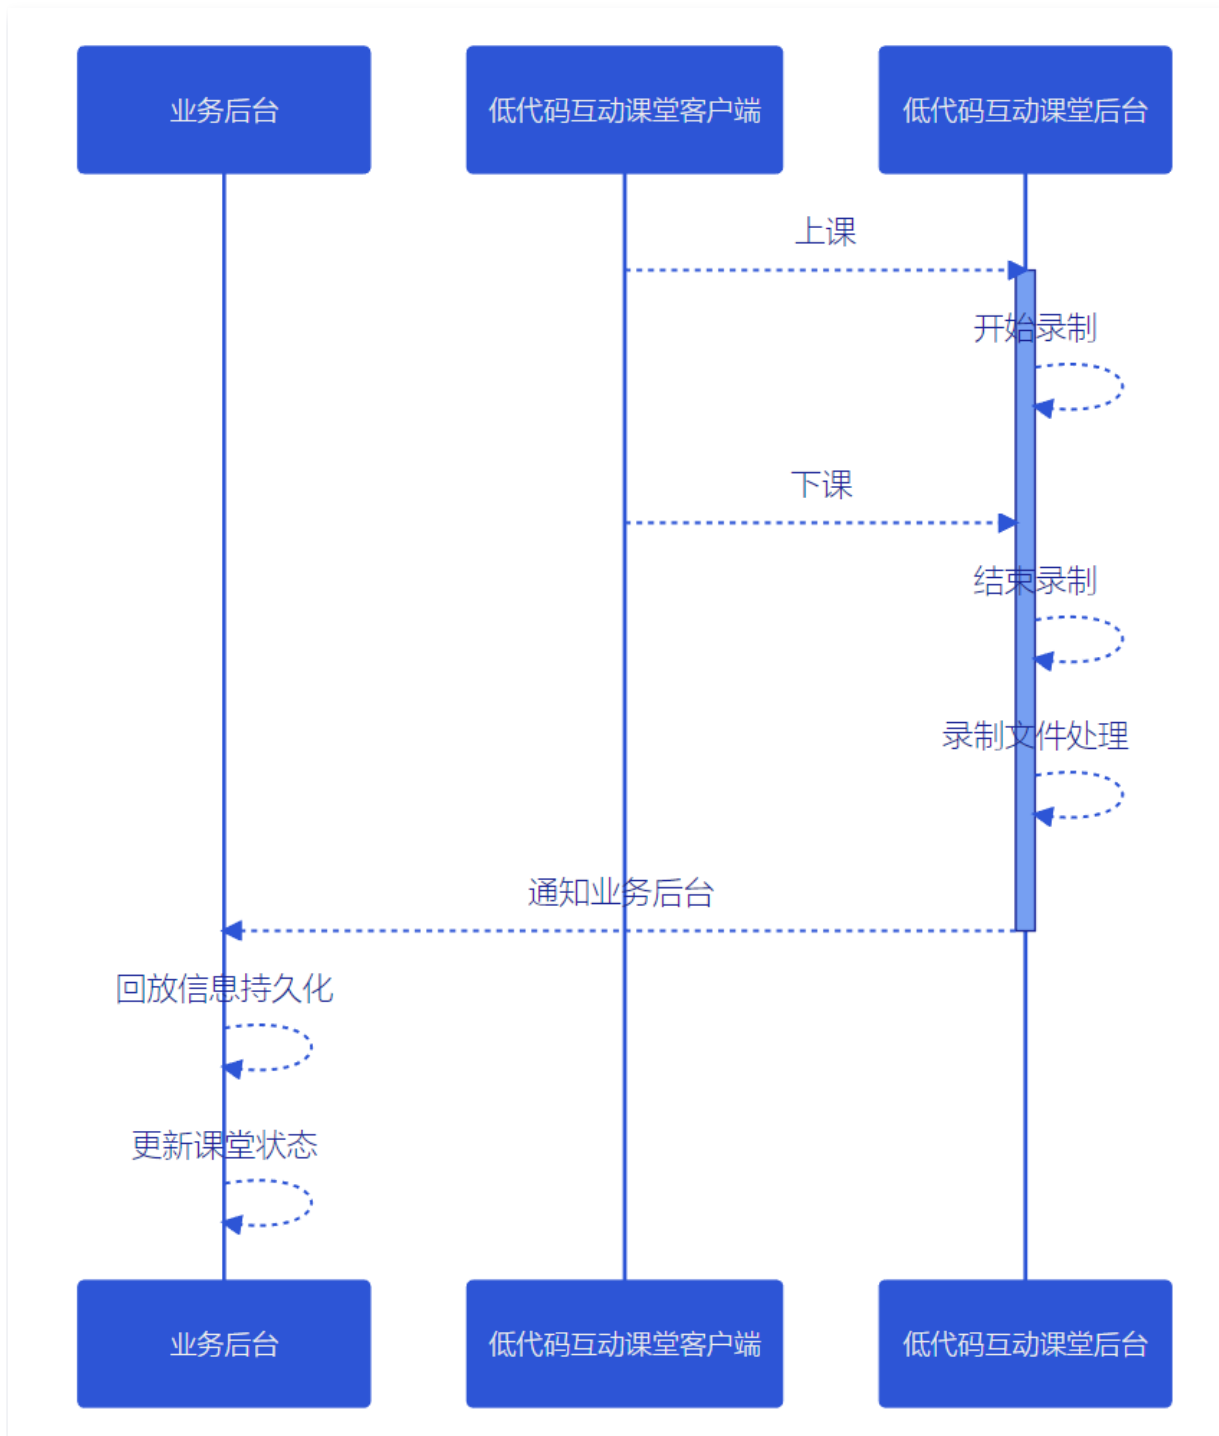 业务后台
低代码互动课堂客户端
低代码互动课堂后台
上课
开始录制
下课
结束录制
录制文件处理
通知业务后台
回放信息持久化
更新课堂状态
业务后台
低代码互动课堂客户端
低代码互动课堂后台